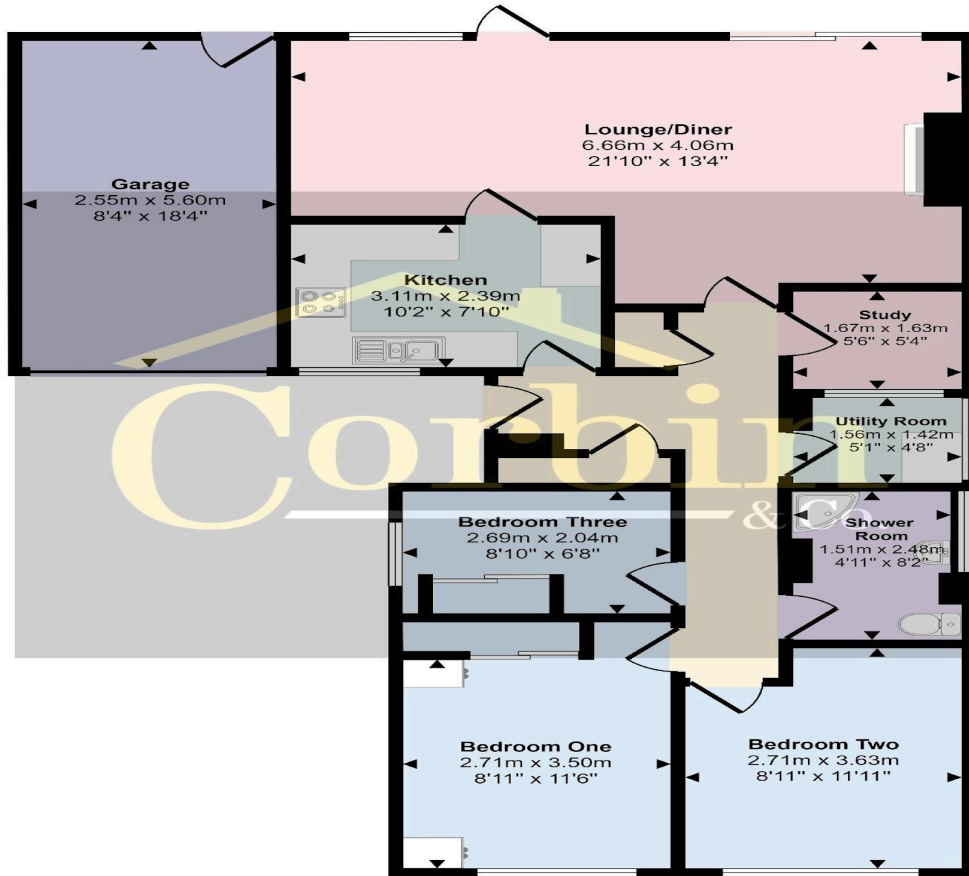 Garage
2.55m x 5.60m
8'4" x 18'4"
Lounge/Diner
6.66m x 4.06m
21'10" x 13'4"
Kitchen
3.11m x 2.39m
10'2" x 7'10"
Study
1.67m x 1.63m
5'6" x 5'4"
Utility Room
1.56m x 1.42m
5'1" x 4'8"
Corbin
& Co
Shower
Room
1.51m x 2.48m
4'11" x 8'2"
Bedroom Three
2.69m x 2.04m
8'10" x 6'8"
Bedroom One
2.71m x 3.50m
8'11" x 11'6"
Bedroom Two
2.71m x 3.63m
8'11" x 11'11"